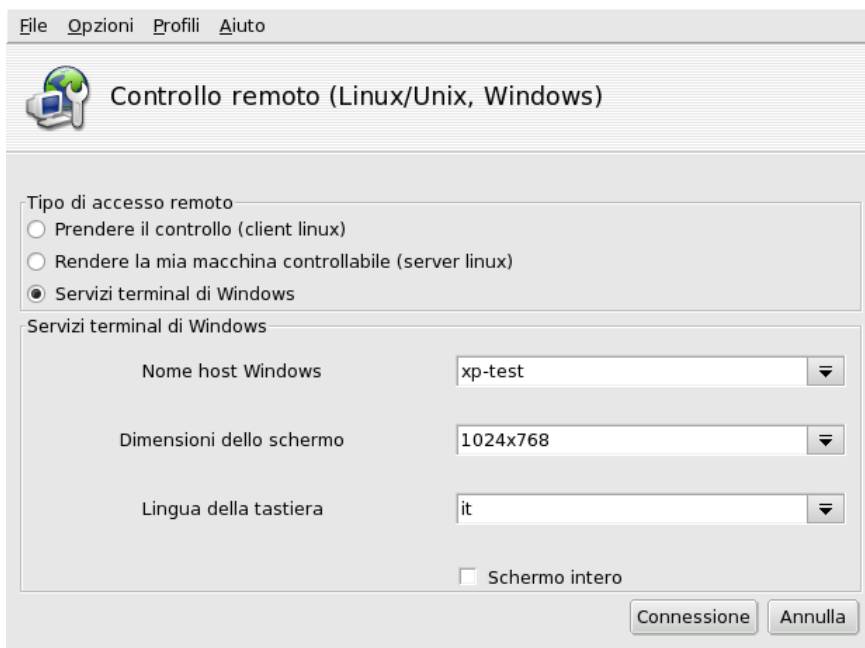 File Opzioni Profili Aiuto
Controllo remoto (Linux/Unix, Windows)
Tipo di accesso remoto
Prendere il controllo (client linux)
Rendere la mia macchina controllabile (server linux)
Servizi terminal di Windows
Servizi terminal di Windows
Nome host Windows xp-test
Dimensioni dello schermo 1024x768
Lingua della tastiera it
Schermo intero
Connessione Annulla